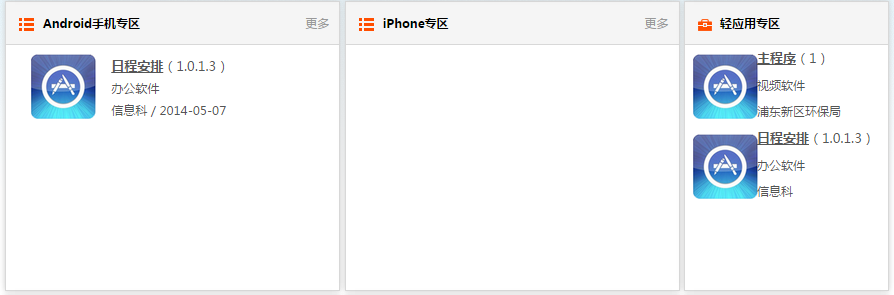 Android手机专区 更多
日程安排（1.0.1.3）
办公软件
信息科 / 2014-05-07
iPhone专区 更多
轻应用专区
主程序（1）
视频软件
浦东新区环保局
日程安排（1.0.1.3）
办公软件
信息科